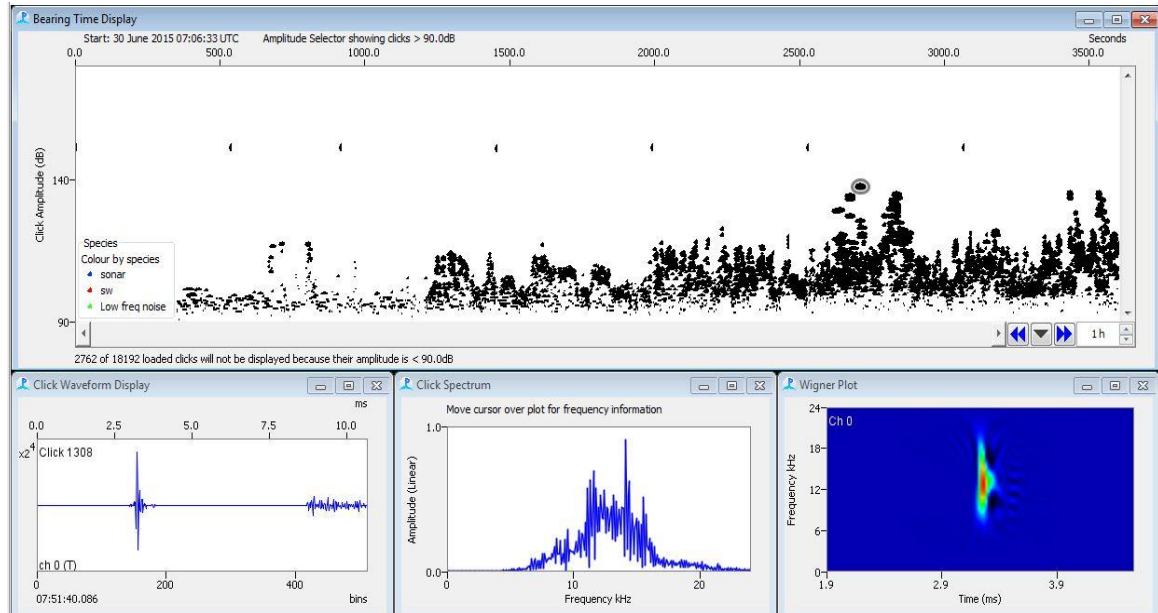 Bearing Time Display
Start: 30 June 2015 07:06:33 UTC Amplitude Selector showing clicks > 90.0dB Seconds
0.0 500.0 1000.0 1500.0 2000.0 2500.0 3000.0 3500.0
Click Amplitude (dB)
140
90
Species
Colour by species
sonar
sw
Low freq noise
1h
2762 of 18192 loaded clicks will not be displayed because their amplitude is < 90.0dB
Click Waveform Display
ms
0.0 2.5 5.0 7.5 10.0
x2^4
Click 1308
ch 0 (T)
0 200 400
07:51:40.086 bins
Click Spectrum
Move cursor over plot for frequency information
Amplitude (Linear)
1.0
0.0
0 10 20
Frequency kHz
Wigner Plot
Ch 0
Frequency kHz
24
18
12
6
0
1.9 2.9 3.9
Time (ms)